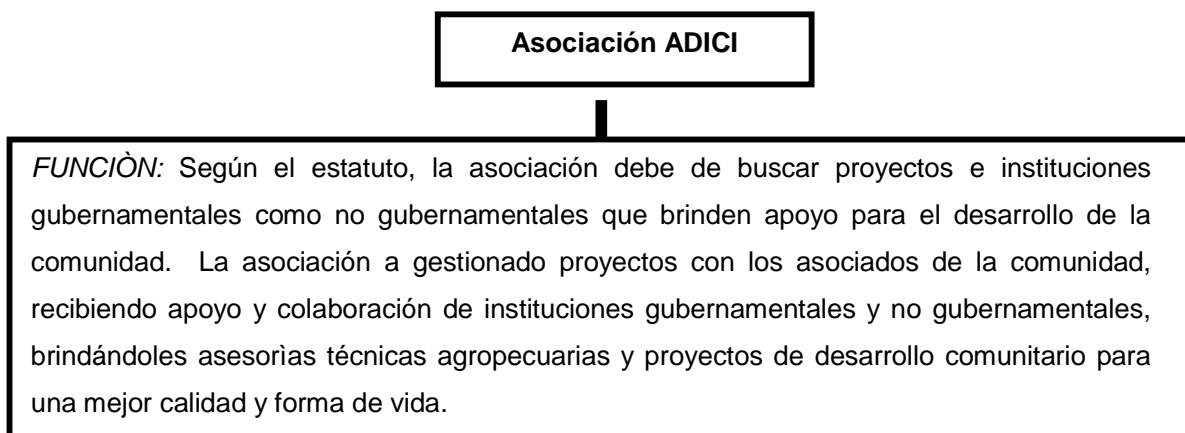 Asociación ADICI
FUNCIÒN: Según el estatuto, la asociación debe de buscar proyectos e instituciones
gubernamentales como no gubernamentales que brinden apoyo para el desarrollo de la
comunidad. La asociación a gestionado proyectos con los asociados de la comunidad,
recibiendo apoyo y colaboración de instituciones gubernamentales y no gubernamentales,
brindándoles asesorìas técnicas agropecuarias y proyectos de desarrollo comunitario para
una mejor calidad y forma de vida.